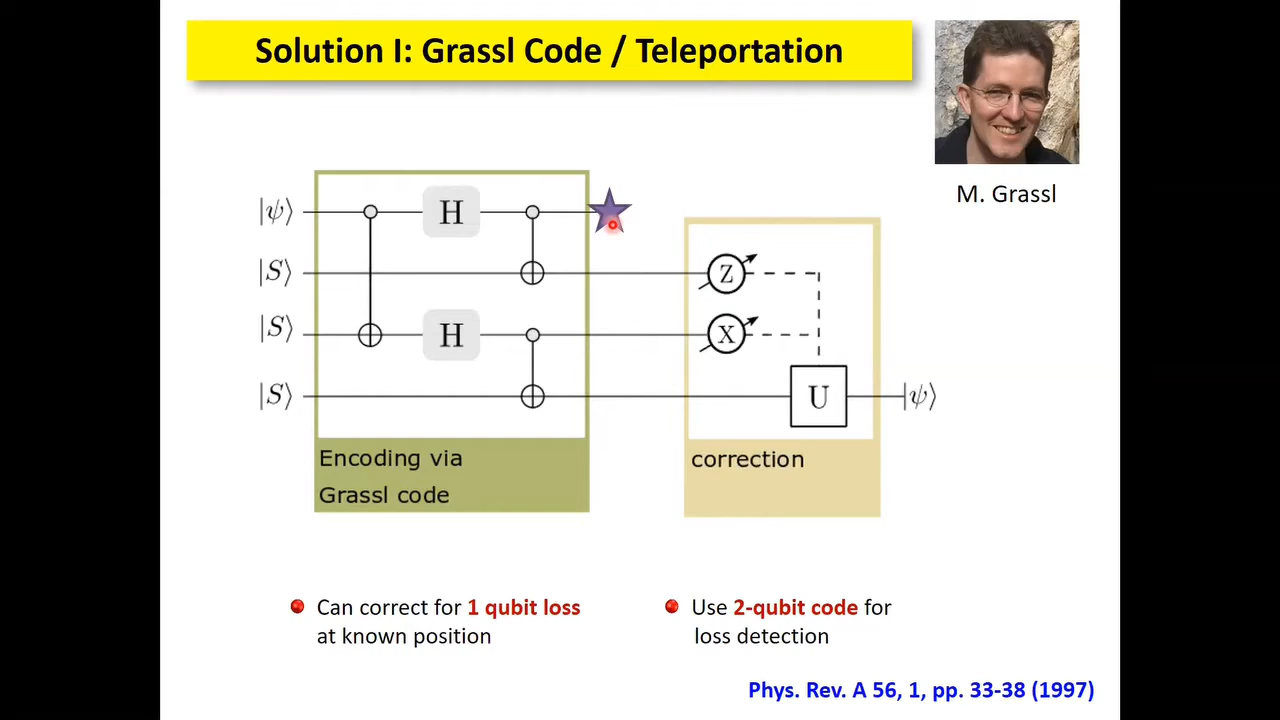 Solution I: Grassl Code / Teleportation
M. Grassl
|ψ⟩
H
|S⟩
Z
|S⟩
H
X
|S⟩
U
|ψ⟩
Encoding via
Grassl code
correction
Can correct for 1 qubit loss
at known position
Use 2-qubit code for
loss detection
Phys. Rev. A 56, 1, pp. 33-38 (1997)